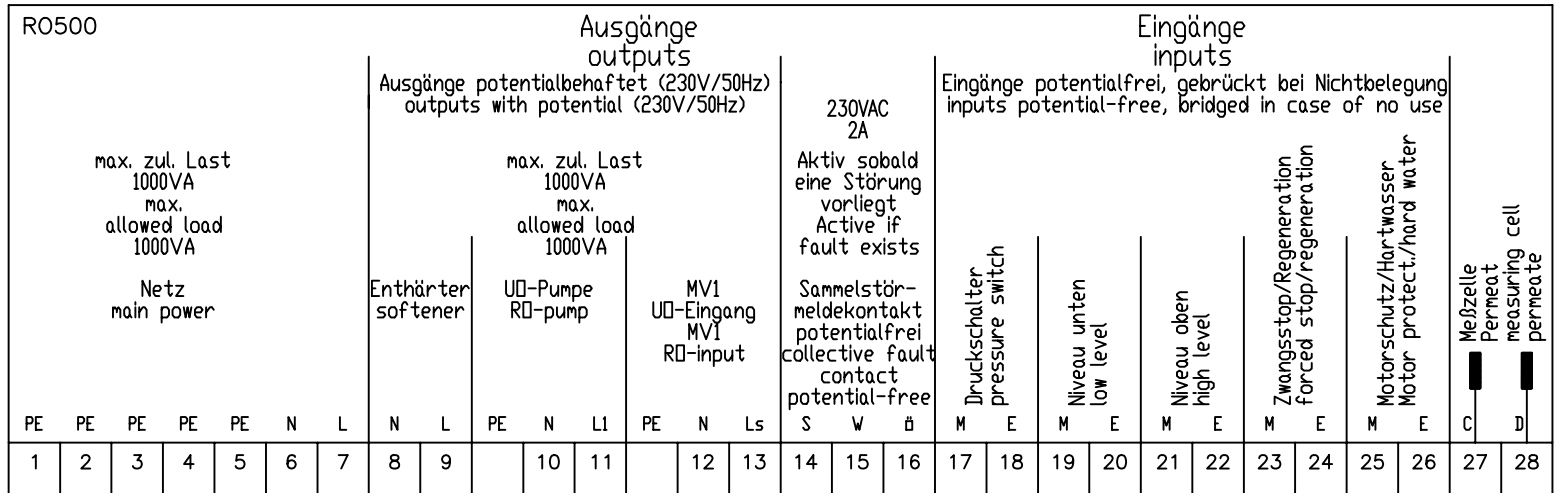 RO500
Ausgänge
outputs
Eingänge
inputs
Ausgänge potentialbehaftet (230V/50Hz)
outputs with potential (230V/50Hz)
Eingänge potentialfrei, gebrückt bei Nichtbelegung
inputs potential-free, bridged in case of no use
max. zul. Last
1000VA
max.
allowed load
1000VA
Netz
main power
max. zul. Last
1000VA
max.
allowed load
1000VA
Enthärter
softener
UO-Pumpe
RO-pump
MV1
UO-Eingang
MV1
RO-input
230VAC
2A
Aktiv sobald
eine Störung
vorliegt
Active if
fault exists
Sammelstör-
meldekontakt
potentialfrei
collective fault
contact
potential-free
Druckschalter
pressure switch
Niveau unten
low level
Niveau oben
high level
Zwangsstop/Regeneration
forced stop/regeneration
Motorschutz/Hartwasser
Motor protect./hard water
Meßzelle
Permeat
measuring cell
permeate
PE PE PE PE PE N L N L PE N L1 PE N Ls S W ö M E M E M E M E M E C D
1 2 3 4 5 6 7 8 9 10 11 12 13 14 15 16 17 18 19 20 21 22 23 24 25 26 27 28